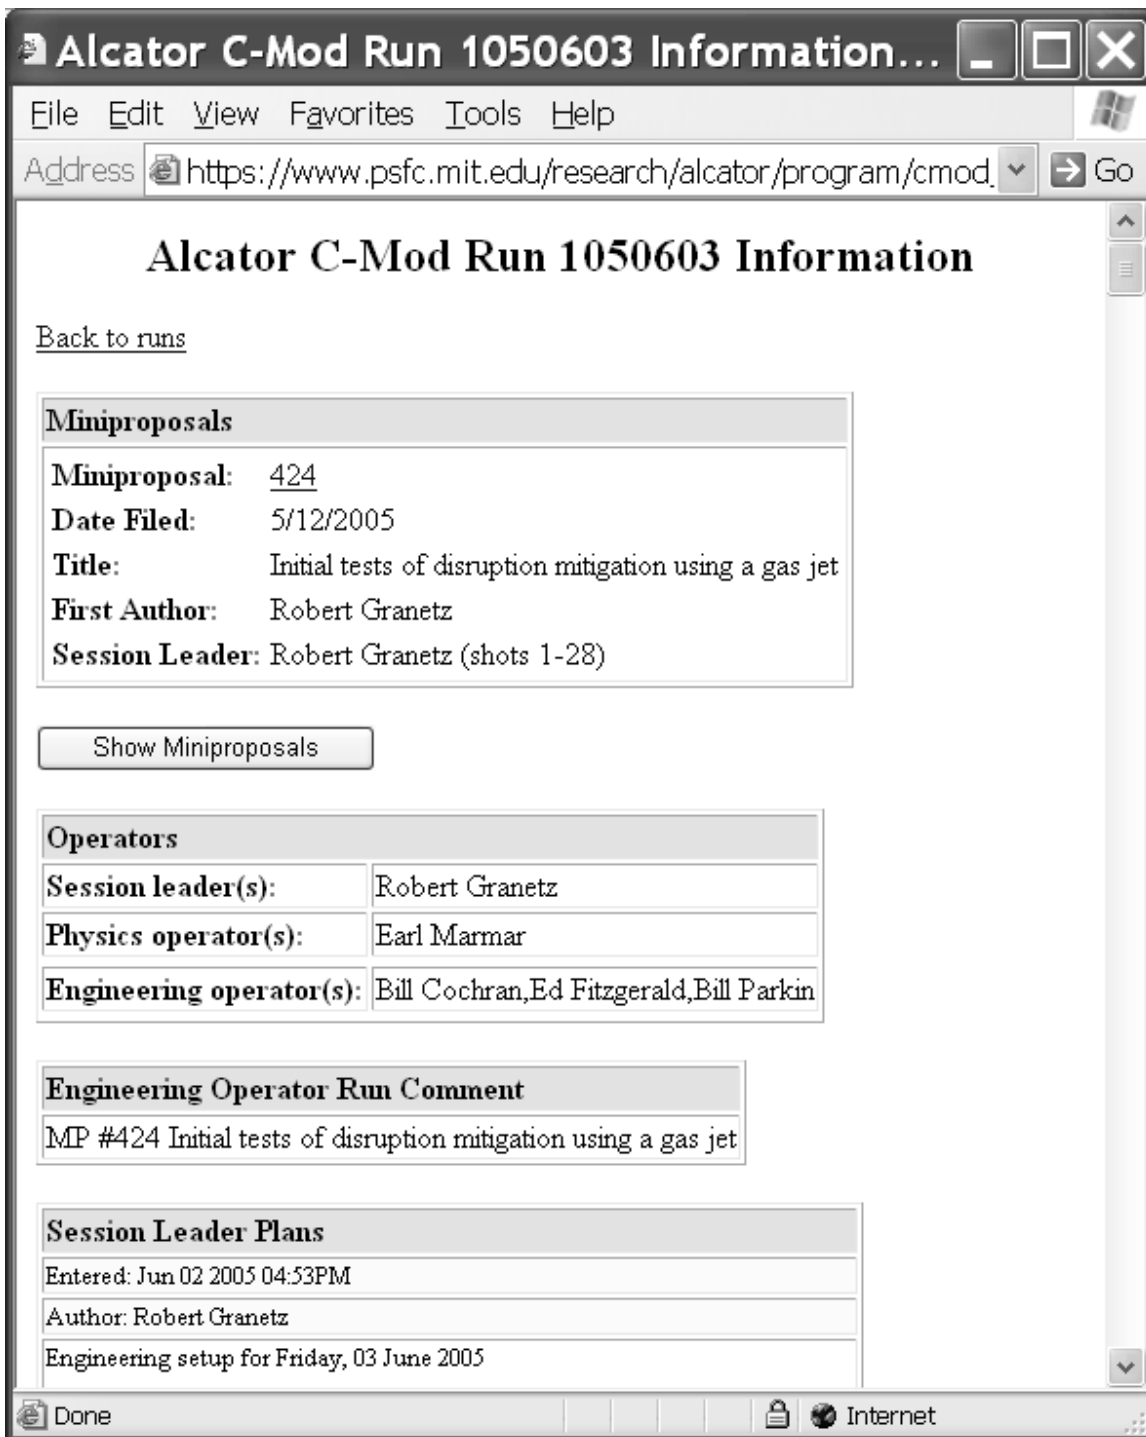 Alcator C-Mod Run 1050603 Information...
File Edit View Favorites Tools Help
Address https://www.psfc.mit.edu/research/alcator/program/cmod_ Go
Alcator C-Mod Run 1050603 Information
Back to runs
Miniproposals
Miniproposal: 424
Date Filed: 5/12/2005
Title: Initial tests of disruption mitigation using a gas jet
First Author: Robert Granetz
Session Leader: Robert Granetz (shots 1-28)
Show Miniproposals
Operators
Session leader(s): Robert Granetz
Physics operator(s): Earl Marmar
Engineering operator(s): Bill Cochran,Ed Fitzgerald,Bill Parkin
Engineering Operator Run Comment
MP #424 Initial tests of disruption mitigation using a gas jet
Session Leader Plans
Entered: Jun 02 2005 04:53PM
Author: Robert Granetz
Engineering setup for Friday, 03 June 2005
Done Internet